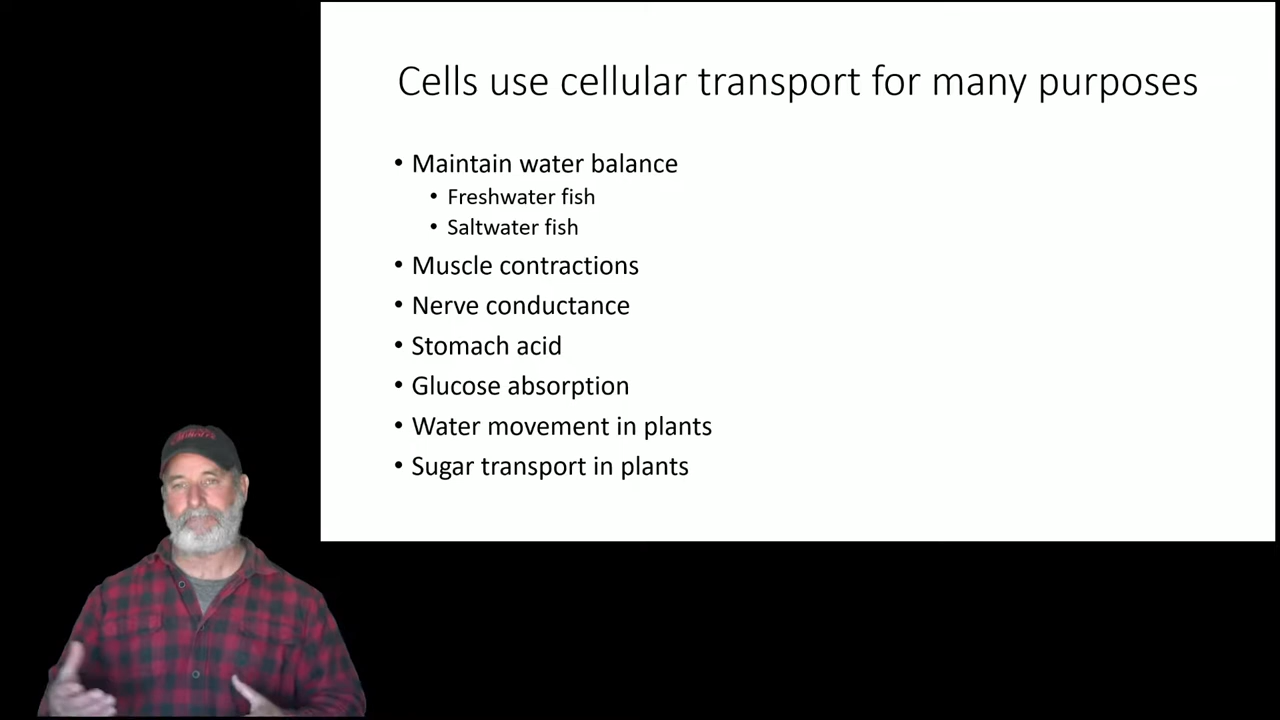 Cells use cellular transport for many purposes
• Maintain water balance
• Freshwater fish
• Saltwater fish
• Muscle contractions
• Nerve conductance
• Stomach acid
• Glucose absorption
• Water movement in plants
• Sugar transport in plants